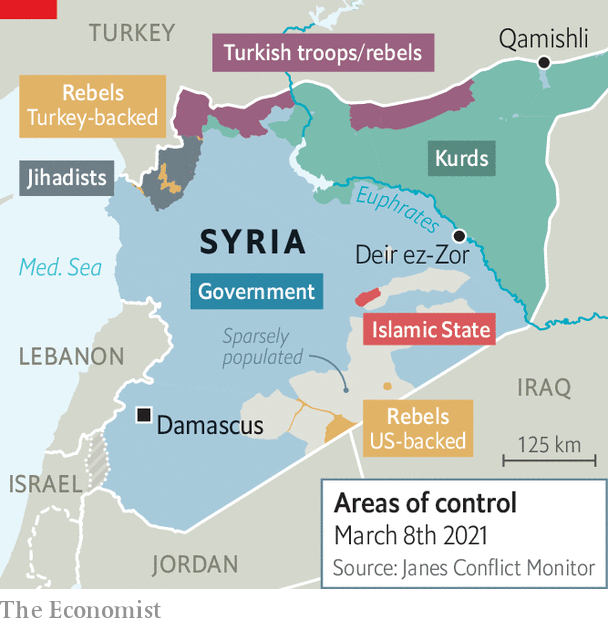 TURKEY
Turkish troops/rebels
Qamishli
Rebels
Turkey-backed
Jihadists
Kurds
Euphrates
Med. Sea
SYRIA
Deir ez-Zor
Government
Islamic State
Sparsely
populated
LEBANON
IRAQ
Rebels
US-backed
Damascus
125 km
ISRAEL
JORDAN
Areas of control
March 8th 2021
Source: Janes Conflict Monitor
The Economist